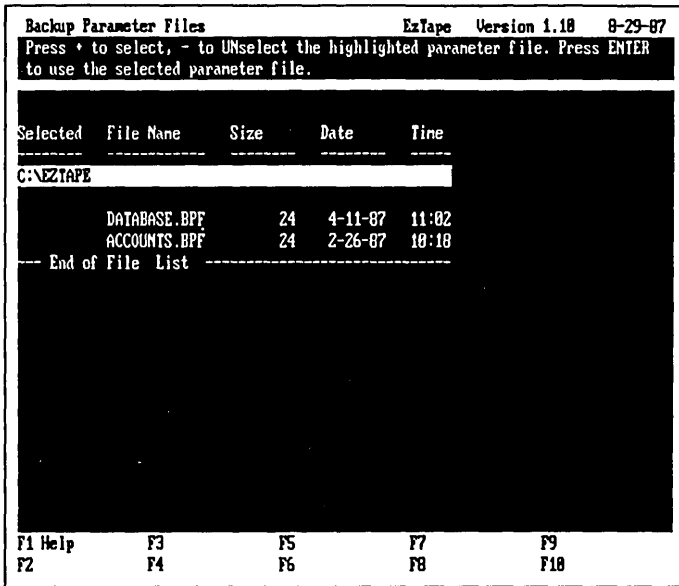 Backup Parameter Files EzTape Version 1.10 8-29-87
Press + to select, - to UNselect the highlighted parameter file. Press ENTER
to use the selected parameter file.
Selected File Name Size Date Time
-------- ------------- -------- --------- -----
C:\EZTAPE
DATABASE.BPF 24 4-11-87 11:02
ACCOUNTS.BPF 24 2-26-87 10:18
--- End of File List ------------------------------
F1 Help F3 F5 F7 F9
F2 F4 F6 F8 F10